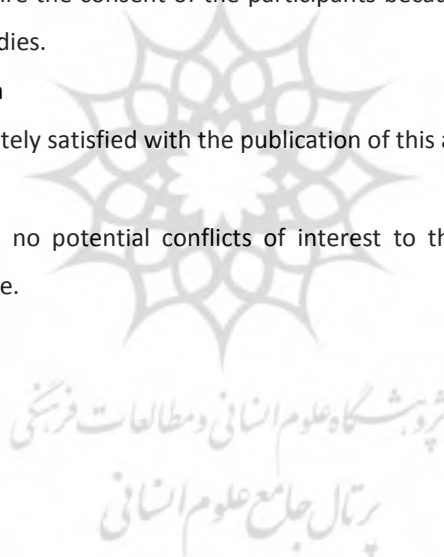 ire the consent of the participants becau
dies.
n
tely satisfied with the publication of this a
no potential conflicts of interest to th
e.
پژوهشگاه علوم انسانی و مطالعات فرهنگی
پرتال جامع علوم انسانی